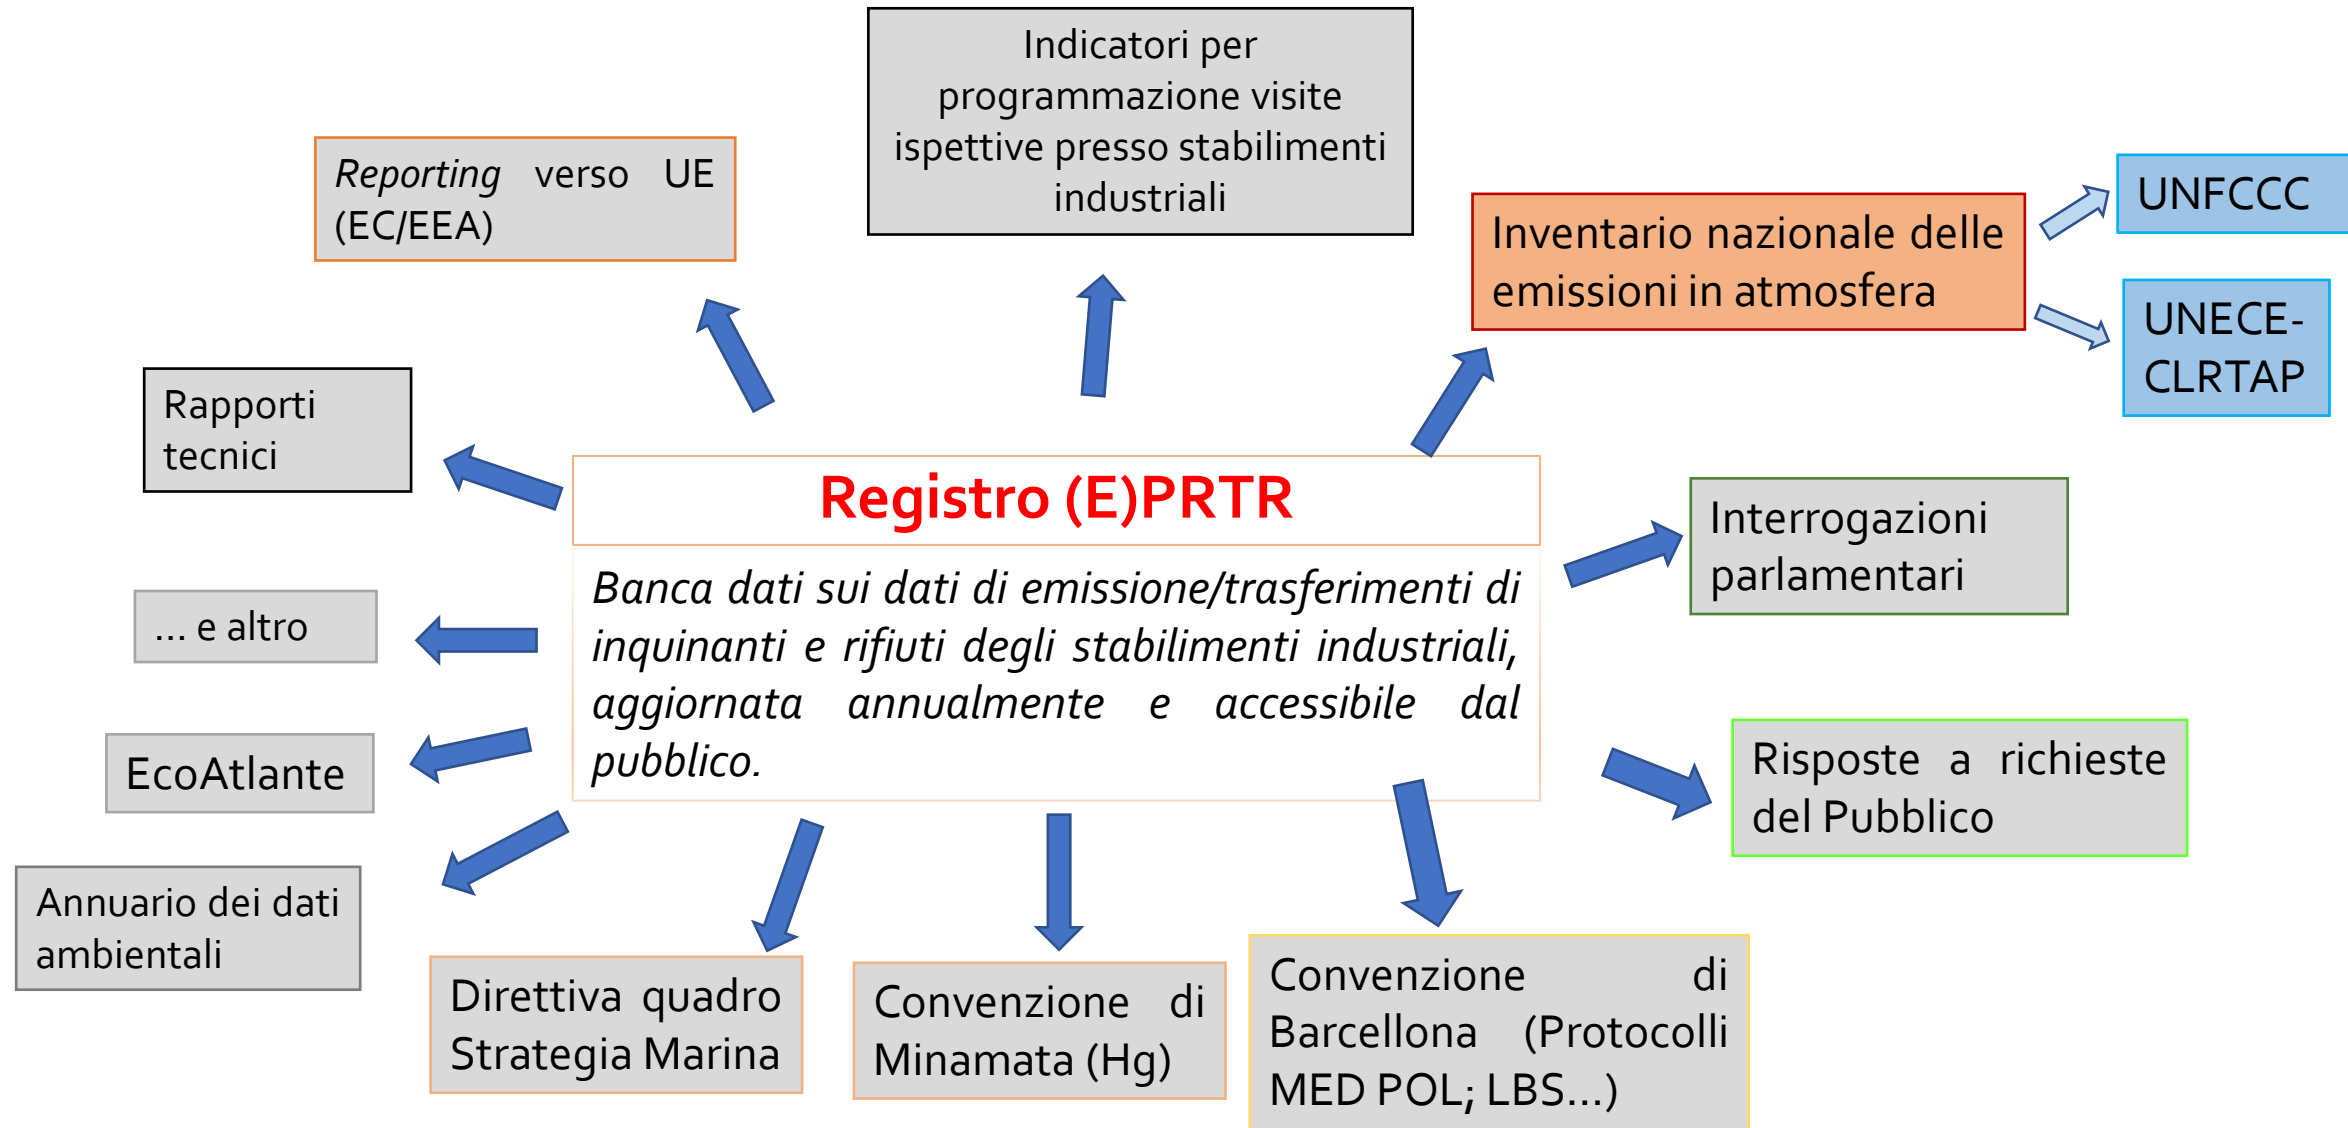 Indicatori per
programmazione visite
ispettive presso stabilimenti
industriali
Reporting verso UE
(EC/EEA)
Inventario nazionale delle
emissioni in atmosfera
UNFCCC
UNECE-
CLRTAP
Rapporti
tecnici
Registro (E)PRTR
Banca dati sui dati di emissione/trasferimenti di
inquinanti e rifiuti degli stabilimenti industriali,
aggiornata annualmente e accessibile dal
pubblico.
Interrogazioni
parlamentari
... e altro
EcoAtlante
Risposte a richieste
del Pubblico
Annuario dei dati
ambientali
Direttiva quadro
Strategia Marina
Convenzione di
Minamata (Hg)
Convenzione di
Barcellona (Protocolli
MED POL; LBS...)